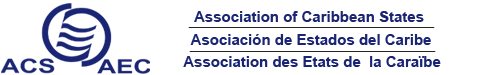 ACS AEC
Association of Caribbean States
Asociación de Estados del Caribe
Association des Etats de la Caraïbe